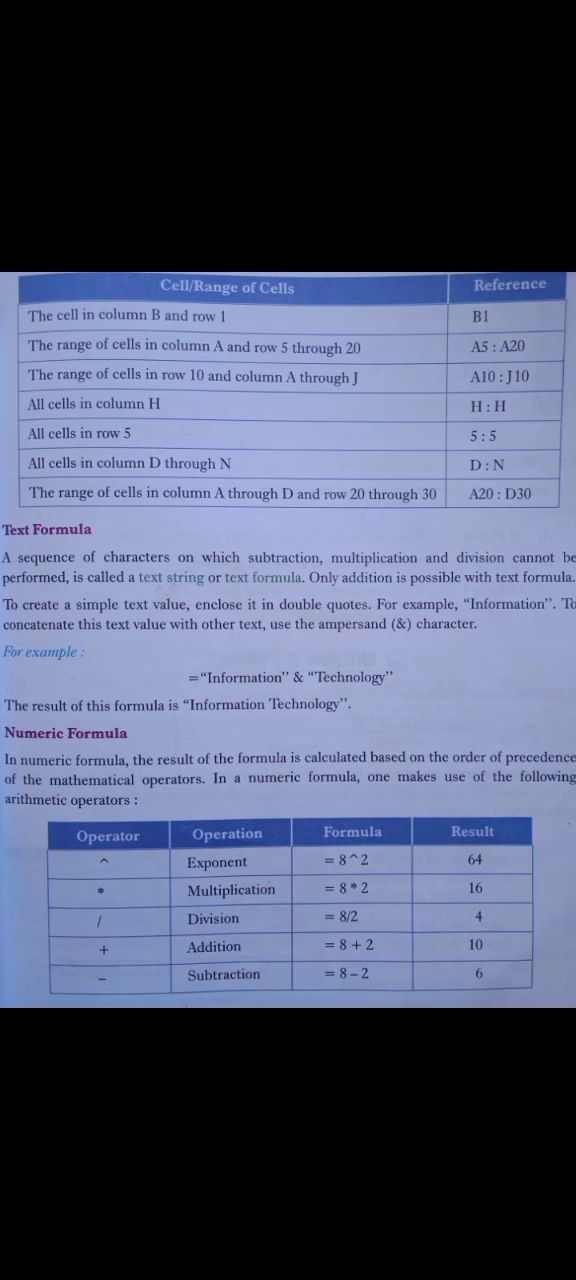 Cell/Range of Cells Reference
The cell in column B and row 1 B1
The range of cells in column A and row 5 through 20 A5 : A20
The range of cells in row 10 and column A through J A10 : J10
All cells in column H H : H
All cells in row 5 5 : 5
All cells in column D through N D : N
The range of cells in column A through D and row 20 through 30 A20 : D30
Text Formula
A sequence of characters on which subtraction, multiplication and division cannot be
performed, is called a text string or text formula. Only addition is possible with text formula.
To create a simple text value, enclose it in double quotes. For example, “Information”. To
concatenate this text value with other text, use the ampersand (&) character.
For example :
=“Information” & “Technology”
The result of this formula is “Information Technology”.
Numeric Formula
In numeric formula, the result of the formula is calculated based on the order of precedence
of the mathematical operators. In a numeric formula, one makes use of the following
arithmetic operators :
Operator Operation Formula Result
^ Exponent = 8^2 64
* Multiplication = 8 * 2 16
/ Division = 8/2 4
+ Addition = 8 + 2 10
– Subtraction = 8 – 2 6